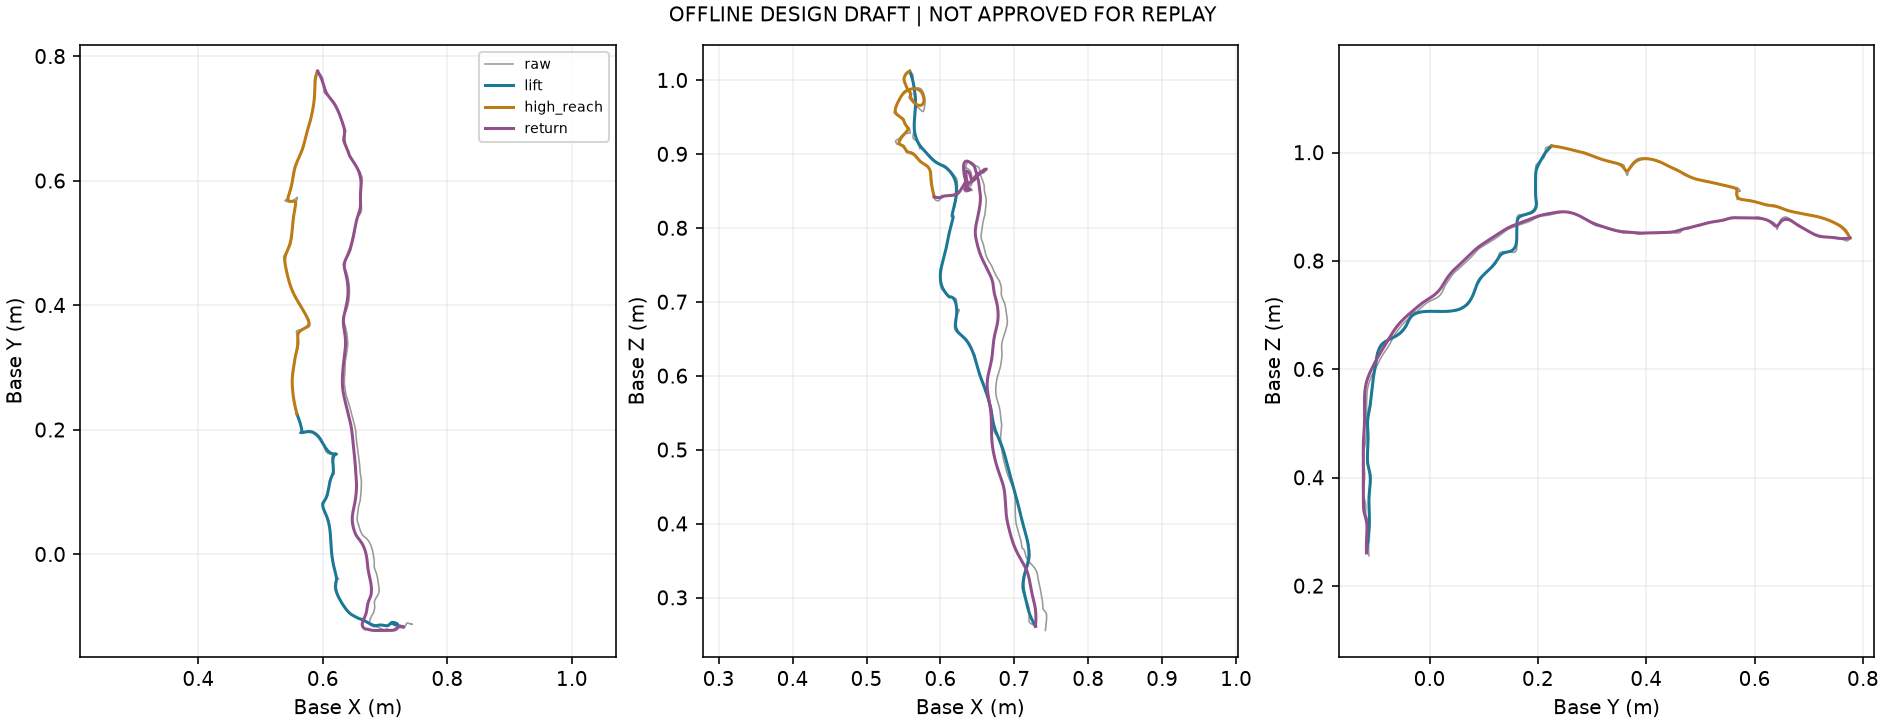 OFFLINE DESIGN DRAFT | NOT APPROVED FOR REPLAY
0.8
0.6
0.4
0.2
0.0
Base Y (m)
raw
lift
high_reach
return
0.4 0.6 0.8 1.0
Base X (m)
1.0
0.9
0.8
0.7
0.6
0.5
0.4
0.3
Base Z (m)
0.3 0.4 0.5 0.6 0.7 0.8 0.9 1.0
Base X (m)
1.0
0.8
0.6
0.4
0.2
Base Z (m)
0.0 0.2 0.4 0.6 0.8
Base Y (m)